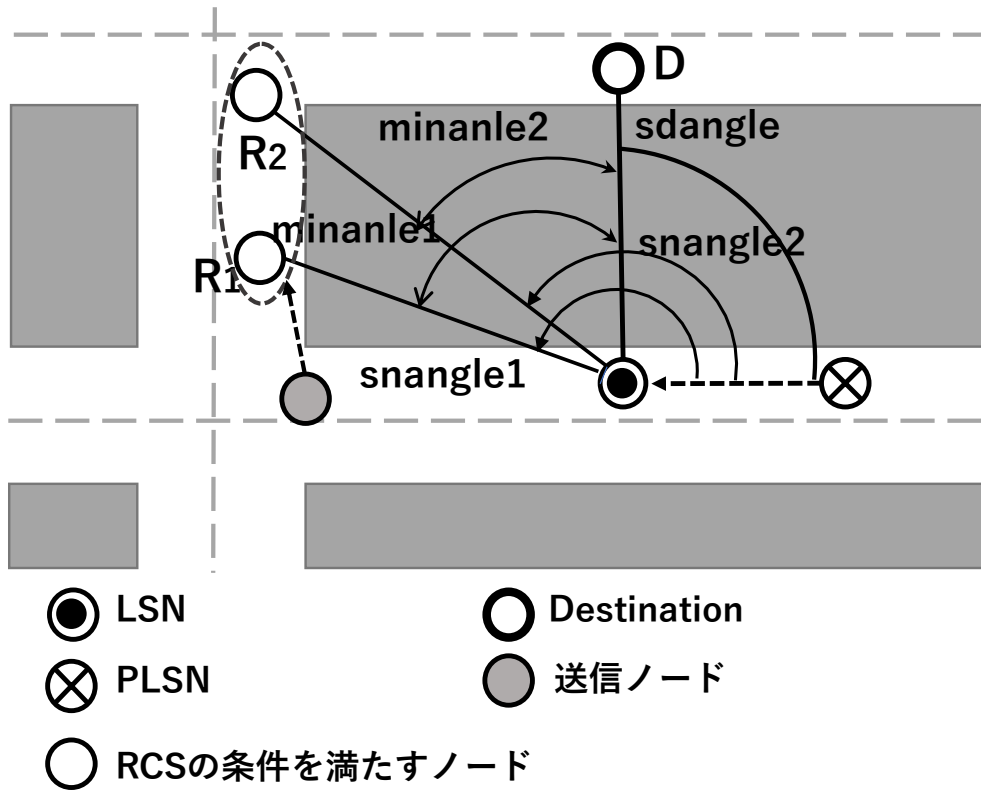 D
minanle2
sdangle
R2
minanle1
snangle2
R1
snangle1
LSN
Destination
PLSN
送信ノード
RCSの条件を満たすノード